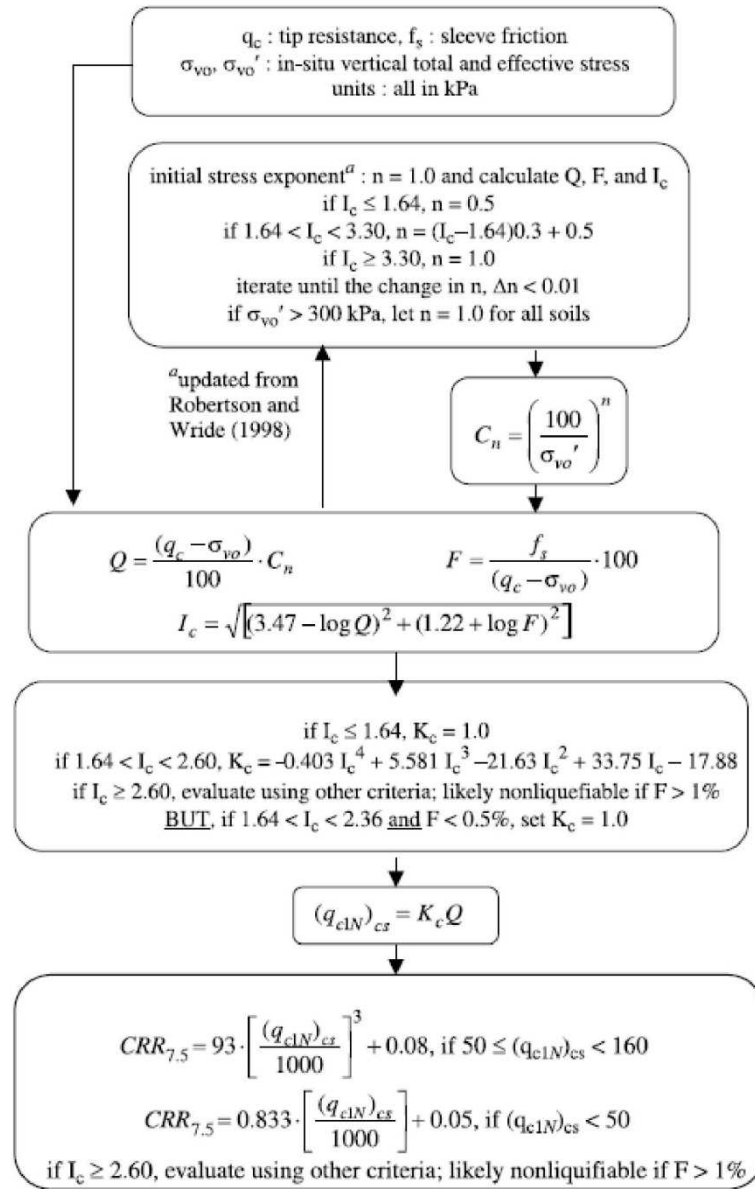 q_c : tip resistance, f_s : sleeve friction
σ_vo, σ_vo′ : in-situ vertical total and effective stress
units : all in kPa
initial stress exponent^a : n = 1.0 and calculate Q, F, and I_c
if I_c ≤ 1.64, n = 0.5
if 1.64 < I_c < 3.30, n = (I_c–1.64)0.3 + 0.5
if I_c ≥ 3.30, n = 1.0
iterate until the change in n, Δn < 0.01
if σ_vo′ > 300 kPa, let n = 1.0 for all soils
^a updated from
Robertson and
Wride (1998)
C_n = (100 / σ_vo′)^n
Q = (q_c – σ_vo) / 100 · C_n
F = f_s / (q_c – σ_vo) · 100
I_c = √[(3.47 – log Q)^2 + (1.22 + log F)^2]
if I_c ≤ 1.64, K_c = 1.0
if 1.64 < I_c < 2.60, K_c = –0.403 I_c^4 + 5.581 I_c^3 –21.63 I_c^2 + 33.75 I_c – 17.88
if I_c ≥ 2.60, evaluate using other criteria; likely nonliquefiable if F > 1%
BUT, if 1.64 < I_c < 2.36 and F < 0.5%, set K_c = 1.0
(q_c1N)_cs = K_c Q
CRR_7.5 = 93 · [(q_c1N)_cs / 1000]^3 + 0.08, if 50 ≤ (q_c1N)_cs < 160
CRR_7.5 = 0.833 · [(q_c1N)_cs / 1000] + 0.05, if (q_c1N)_cs < 50
if I_c ≥ 2.60, evaluate using other criteria; likely nonliquifiable if F > 1%